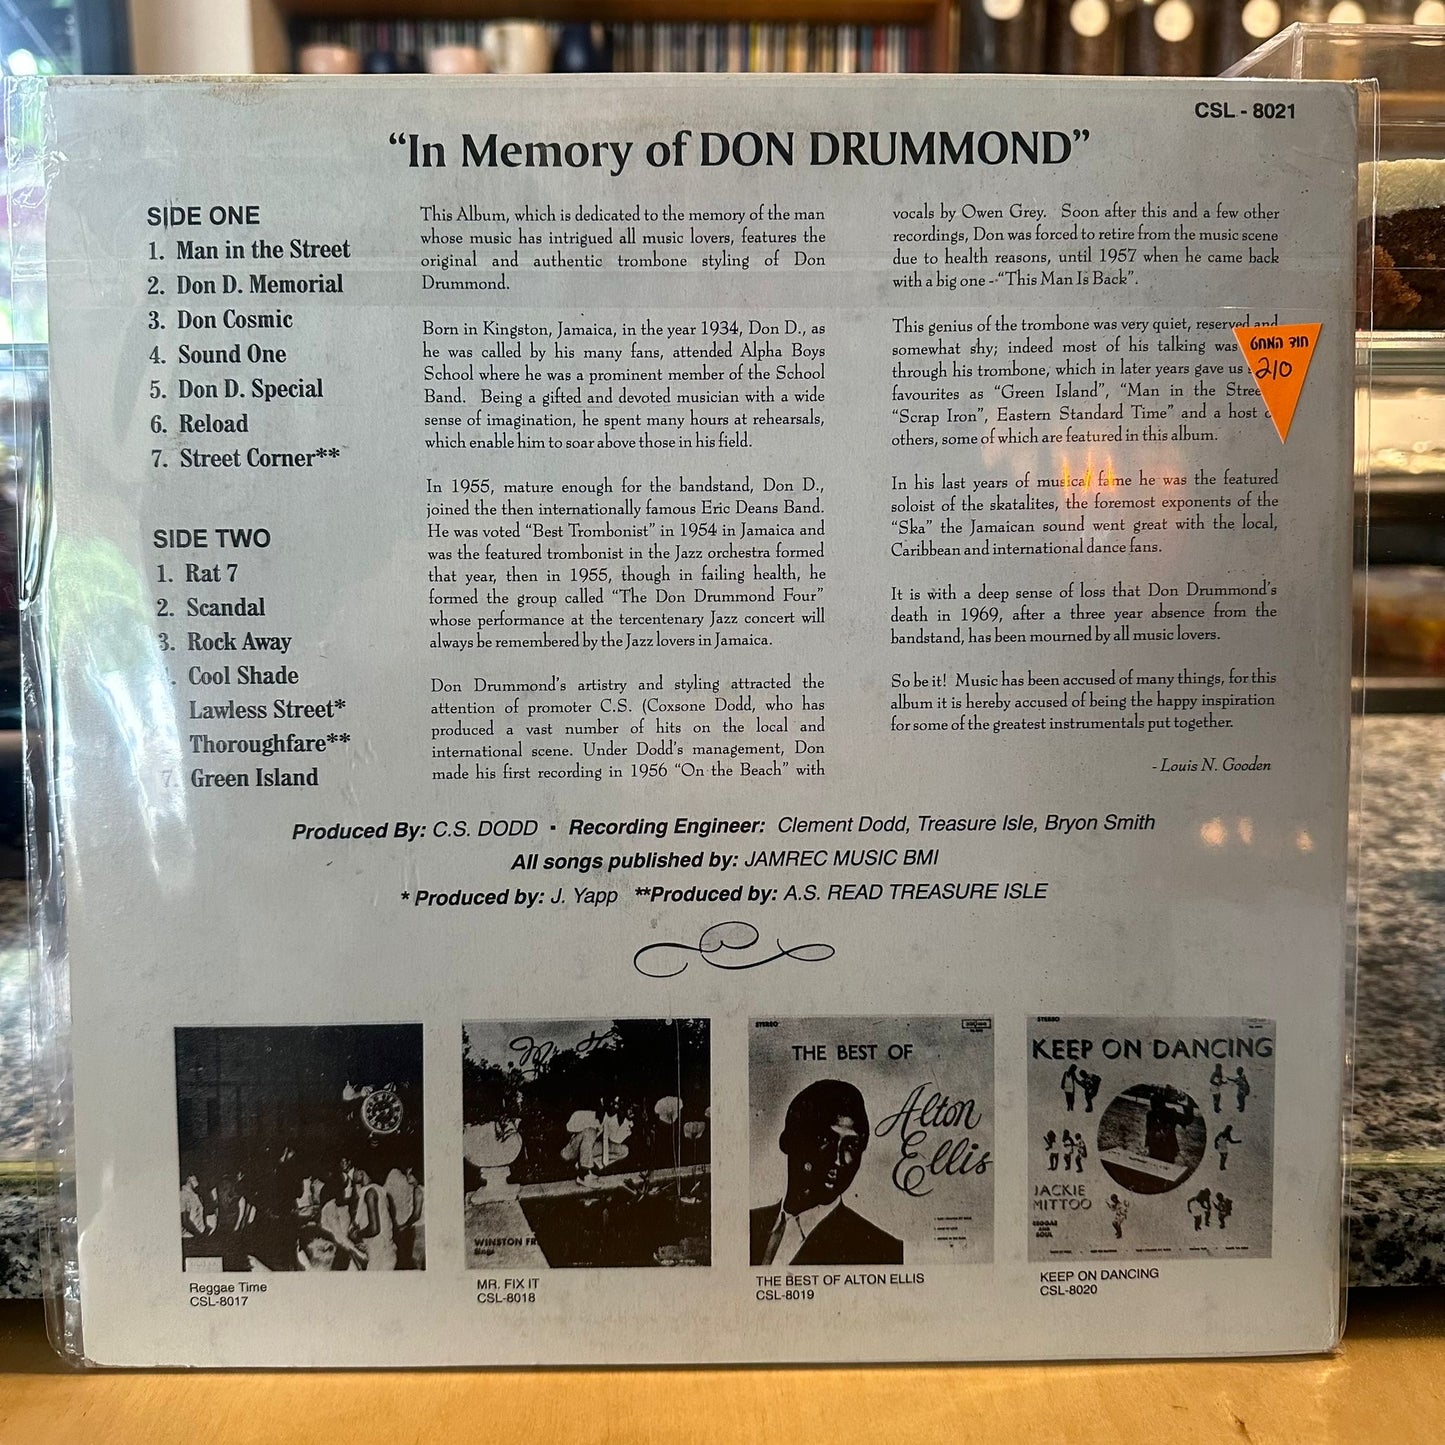 CSL - 8021
“In Memory of DON DRUMMOND”
SIDE ONE
1. Man in the Street
2. Don D. Memorial
3. Don Cosmic
4. Sound One
5. Don D. Special
6. Reload
7. Street Corner**
SIDE TWO
1. Rat 7
2. Scandal
3. Rock Away
. Cool Shade
Lawless Street*
Thoroughfare**
7. Green Island
This Album, which is dedicated to the memory of the man
whose music has intrigued all music lovers, features the
original and authentic trombone styling of Don
Drummond.
Born in Kingston, Jamaica, in the year 1934, Don D., as
he was called by his many fans, attended Alpha Boys
School where he was a prominent member of the School
Band. Being a gifted and devoted musician with a wide
sense of imagination, he spent many hours at rehearsals,
which enable him to soar above those in his field.
In 1955, mature enough for the bandstand, Don D.,
joined the then internationally famous Eric Deans Band.
He was voted “Best Trombonist” in 1954 in Jamaica and
was the featured trombonist in the Jazz orchestra formed
that year, then in 1955, though in failing health, he
formed the group called “The Don Drummond Four”
whose performance at the tercentenary Jazz concert will
always be remembered by the Jazz lovers in Jamaica.
Don Drummond's artistry and styling attracted the
attention of promoter C.S. (Coxsone Dodd, who has
produced a vast number of hits on the local and
international scene. Under Dodd's management, Don
made his first recording in 1956 “On the Beach” with
vocals by Owen Grey. Soon after this and a few other
recordings, Don was forced to retire from the music scene
due to health reasons, until 1957 when he came back
with a big one - “This Man Is Back”.
This genius of the trombone was very quiet, reserved and
somewhat shy; indeed most of his talking was
through his trombone, which in later years gave us
favourites as “Green Island”, “Man in the Stree
“Scrap Iron”, Eastern Standard Time” and a host
others, some of which are featured in this album.
In his last years of musical fame he was the featured
soloist of the skatalites, the foremost exponents of the
“Ska” the Jamaican sound went great with the local,
Caribbean and international dance fans.
It is with a deep sense of loss that Don Drummond's
death in 1969, after a three year absence from the
bandstand, has been mourned by all music lovers.
So be it! Music has been accused of many things, for this
album it is hereby accused of being the happy inspiration
for some of the greatest instrumentals put together.
- Louis N. Gooden
חוד המחט
210
Produced By: C.S. DODD ▪ Recording Engineer: Clement Dodd, Treasure Isle, Bryon Smith
All songs published by: JAMREC MUSIC BMI
* Produced by: J. Yapp **Produced by: A.S. READ TREASURE ISLE
WINSTON FR
Sings
STEREO
THE BEST OF
Alton
Ellis
STEREO
KEEP ON DANCING
JACKIE
MITTOO
REGGAE
AND
SOUL
Reggae Time
CSL-8017
MR. FIX IT
CSL-8018
THE BEST OF ALTON ELLIS
CSL-8019
KEEP ON DANCING
CSL-8020